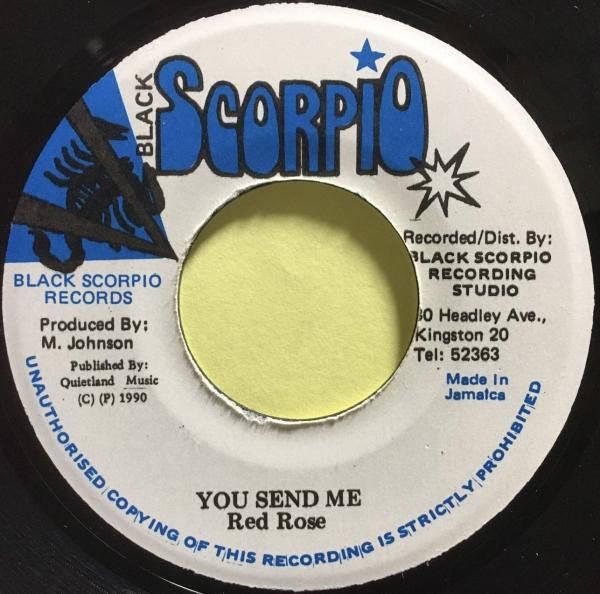 BLACK
SCORPIO
BLACK SCORPIO
RECORDS
Produced By:
M. Johnson
Published By:
Quietland Music
(C) (P) 1990
Recorded/Dist. By:
BLACK SCORPIO
RECORDING
STUDIO
30 Headley Ave.,
Kingston 20
Tel: 52363
Made In
Jamaica
YOU SEND ME
Red Rose
UNAUTHORISED COPYING OF THIS RECORDING IS STRICTLY PROHIBITED